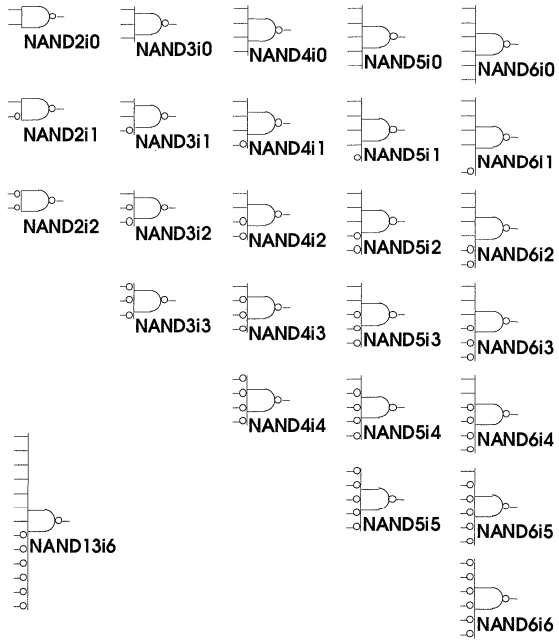 NAND2i0 NAND3i0 NAND4i0 NAND5i0 NAND6i0
NAND2i1 NAND3i1 NAND4i1 NAND5i1 NAND6i1
NAND2i2 NAND3i2 NAND4i2 NAND5i2 NAND6i2
NAND3i3 NAND4i3 NAND5i3 NAND6i3
NAND4i4 NAND5i4 NAND6i4
NAND13i6 NAND5i5 NAND6i5
NAND6i6